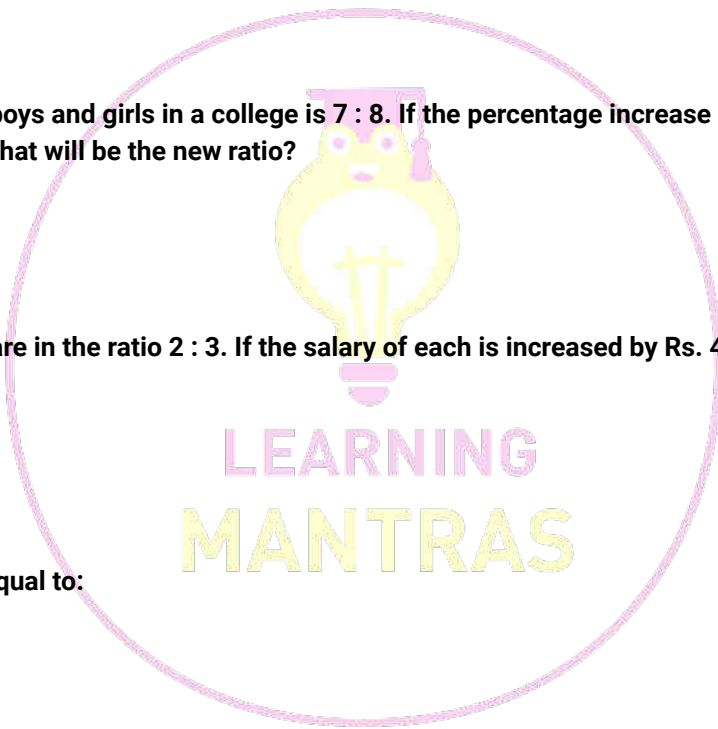 boys and girls in a college is 7 : 8. If the percentage increase
hat will be the new ratio?
re in the ratio 2 : 3. If the salary of each is increased by Rs. 4
LEARNING
MANTRAS
qual to: